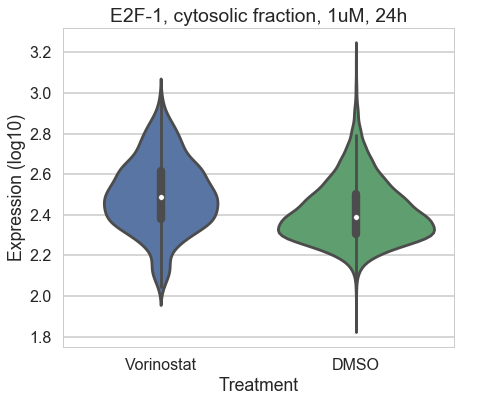 E2F-1, cytosolic fraction, 1uM, 24h
3.2
3.0
2.8
2.6
2.4
2.2
2.0
1.8
Expression (log10)
Vorinostat DMSO
Treatment